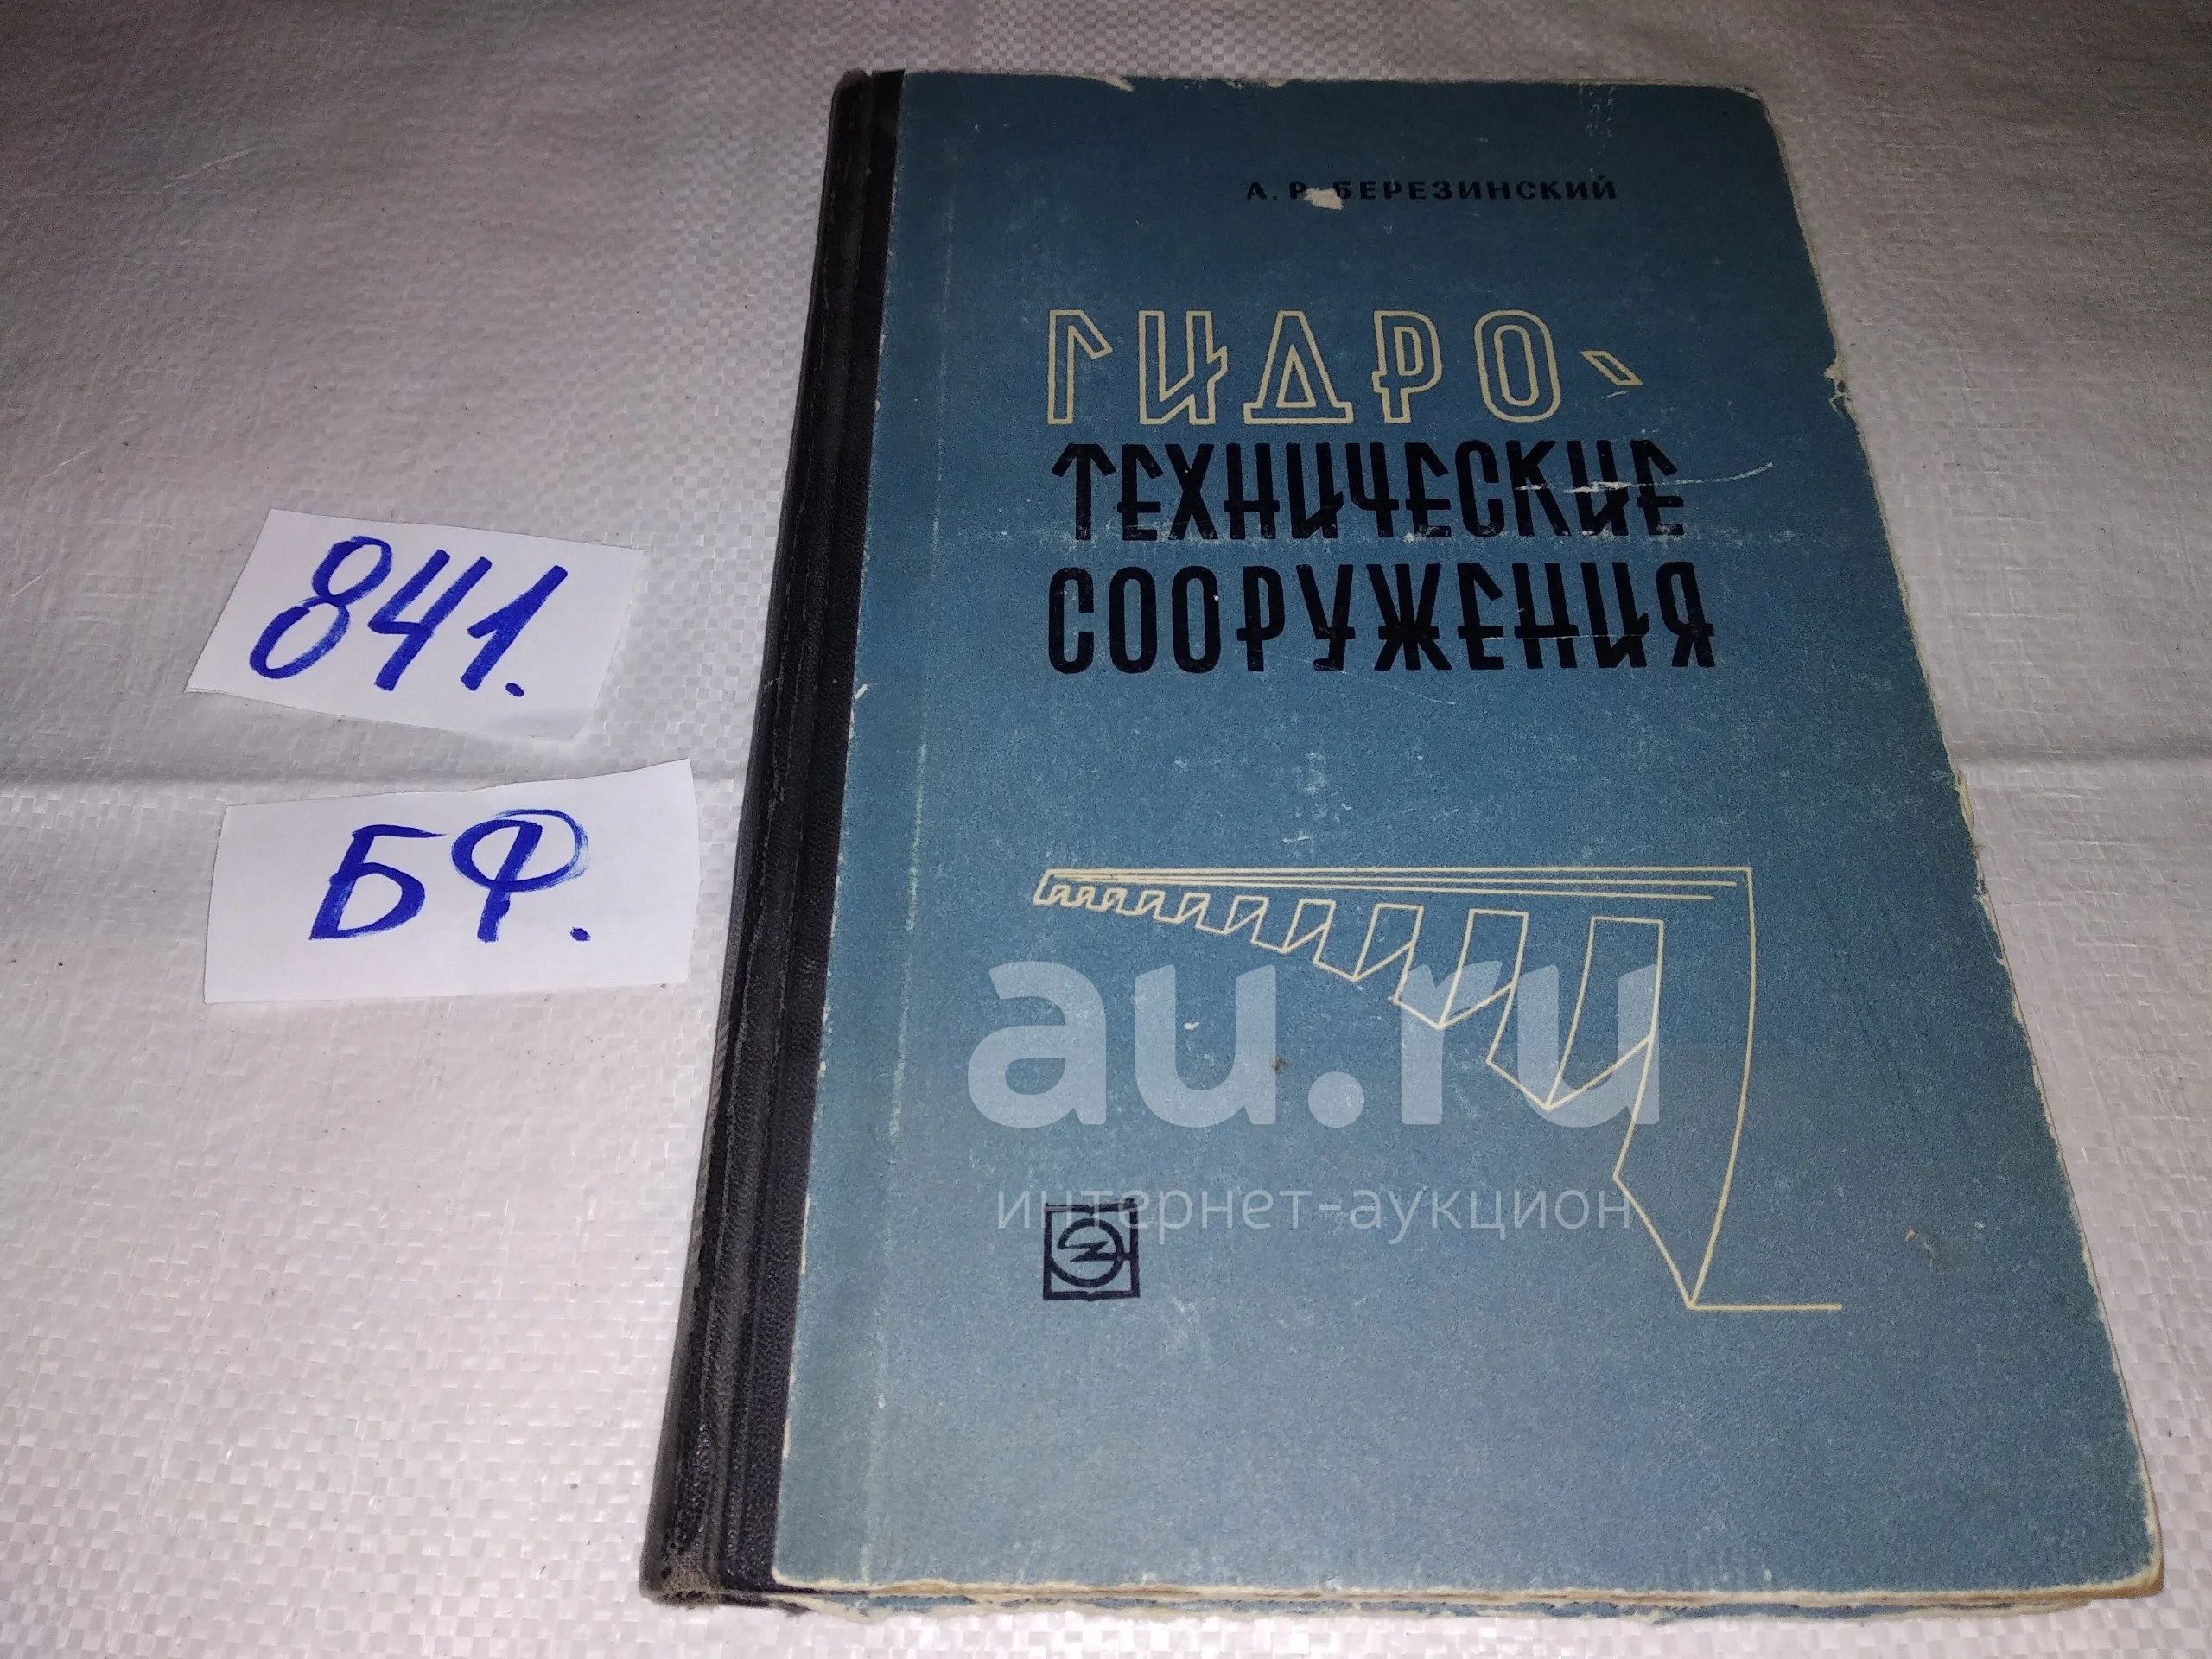 А. Р. БЕРЕЗИНСКИЙ
ГИДРО-
ТЕХНИЧЕСКИЕ
СООРУЖЕНИЯ
841.
БФ.
au.ru
интернет-аукцион